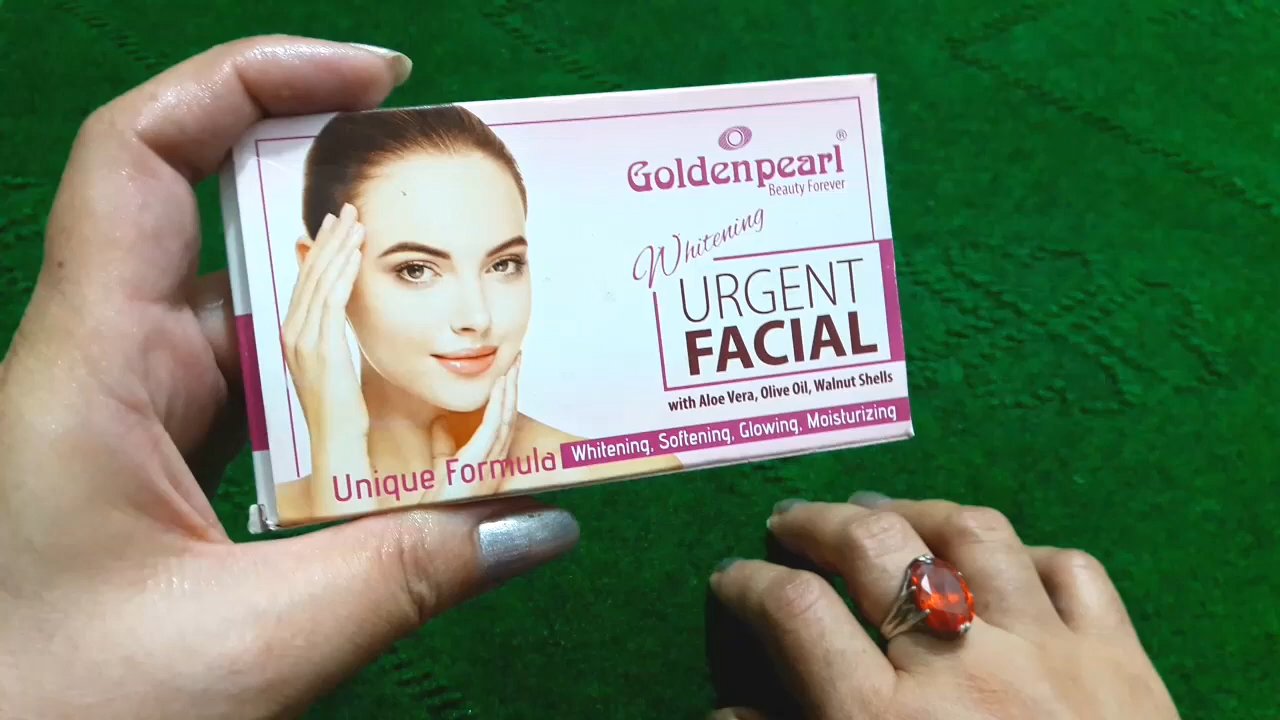 Goldenpearl®
Beauty Forever
Whitening
URGENT
FACIAL
with Aloe Vera, Olive Oil, Walnut Shells
Unique Formula Whitening, Softening, Glowing, Moisturizing